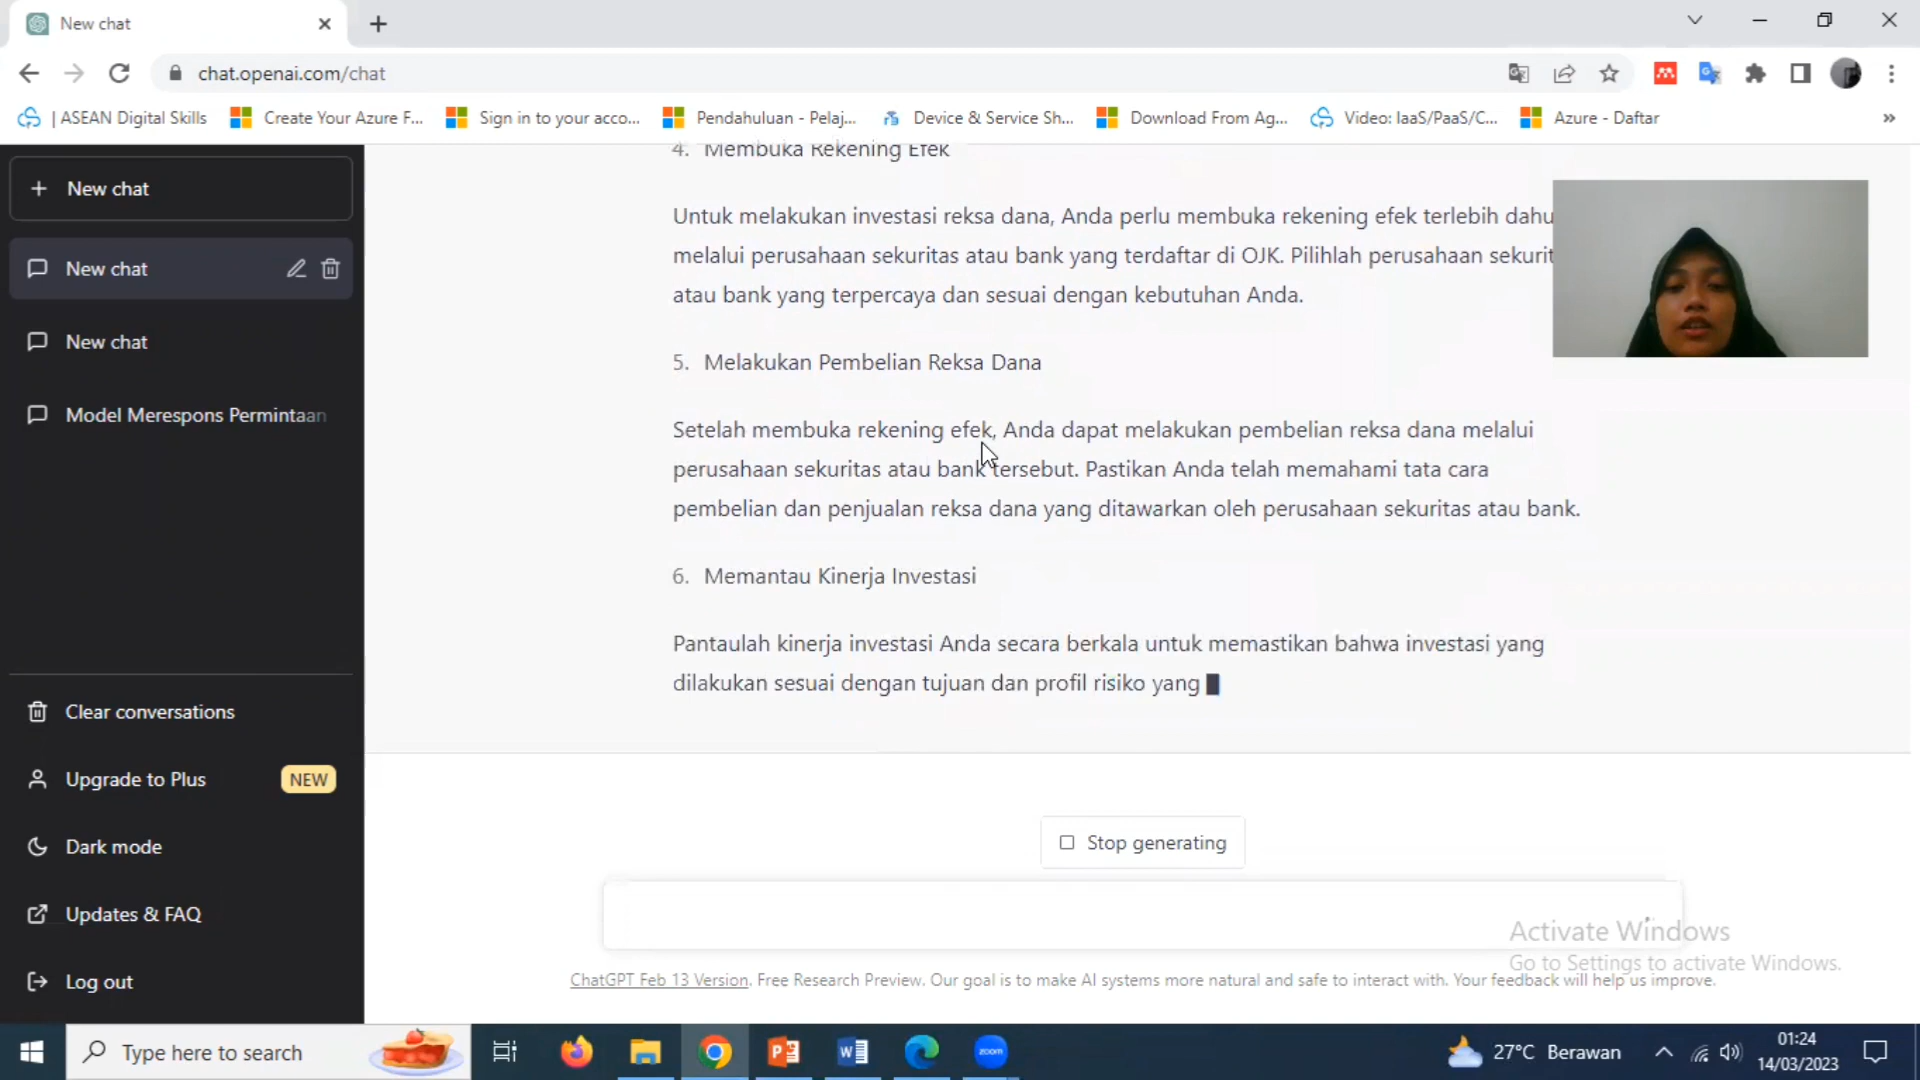 New chat
chat.openai.com/chat
| ASEAN Digital Skills
Create Your Azure F...
Sign in to your acco...
Pendahuluan - Pelaj...
Device & Service Sh...
Download From Ag...
Video: IaaS/PaaS/C...
Azure - Daftar
»
+ New chat
New chat
New chat
Model Merespons Permintaan
Clear conversations
Upgrade to Plus
NEW
Dark mode
Updates & FAQ
Log out
4. Membuka Rekening Efek
Untuk melakukan investasi reksa dana, Anda perlu membuka rekening efek terlebih dahu
melalui perusahaan sekuritas atau bank yang terdaftar di OJK. Pilihlah perusahaan sekurit
atau bank yang terpercaya dan sesuai dengan kebutuhan Anda.
5. Melakukan Pembelian Reksa Dana
Setelah membuka rekening efek, Anda dapat melakukan pembelian reksa dana melalui
perusahaan sekuritas atau bank tersebut. Pastikan Anda telah memahami tata cara
pembelian dan penjualan reksa dana yang ditawarkan oleh perusahaan sekuritas atau bank.
6. Memantau Kinerja Investasi
Pantaulah kinerja investasi Anda secara berkala untuk memastikan bahwa investasi yang
dilakukan sesuai dengan tujuan dan profil risiko yang
Stop generating
Activate Windows
Go to Settings to activate Windows.
ChatGPT Feb 13 Version. Free Research Preview. Our goal is to make AI systems more natural and safe to interact with. Your feedback will help us improve.
Type here to search
zoom
27°C Berawan
01:24
14/03/2023